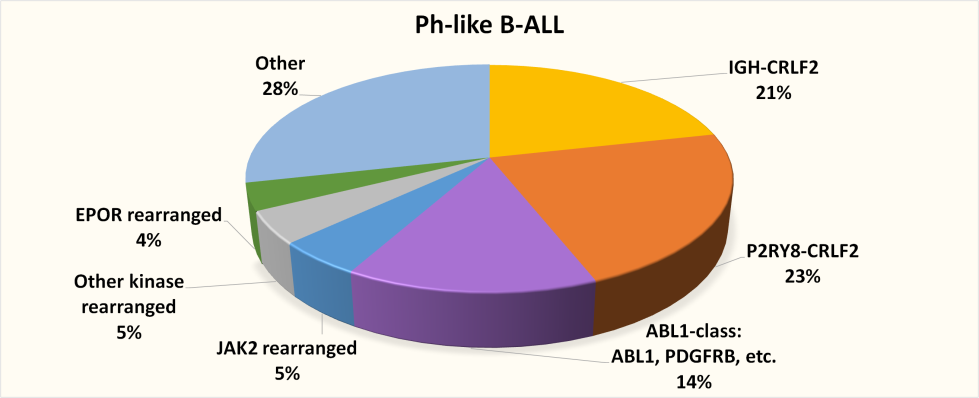 Ph-like B-ALL
Other
28%
IGH-CRLF2
21%
EPOR rearranged
4%
P2RY8-CRLF2
23%
Other kinase
rearranged
5%
JAK2 rearranged
5%
ABL1-class:
ABL1, PDGFRB, etc.
14%